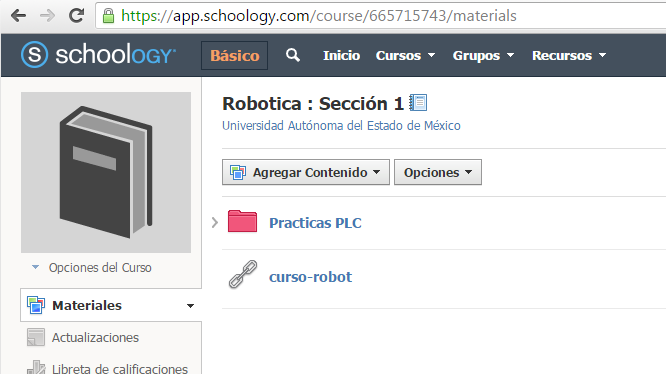 https://app.schoology.com/course/665715743/materials
S schoology® Básico Inicio Cursos Grupos Recursos
Robotica : Sección 1
Universidad Autónoma del Estado de México
Agregar Contenido Opciones
Practicas PLC
Opciones del Curso
curso-robot
Materiales
Actualizaciones
Libreta de calificaciones